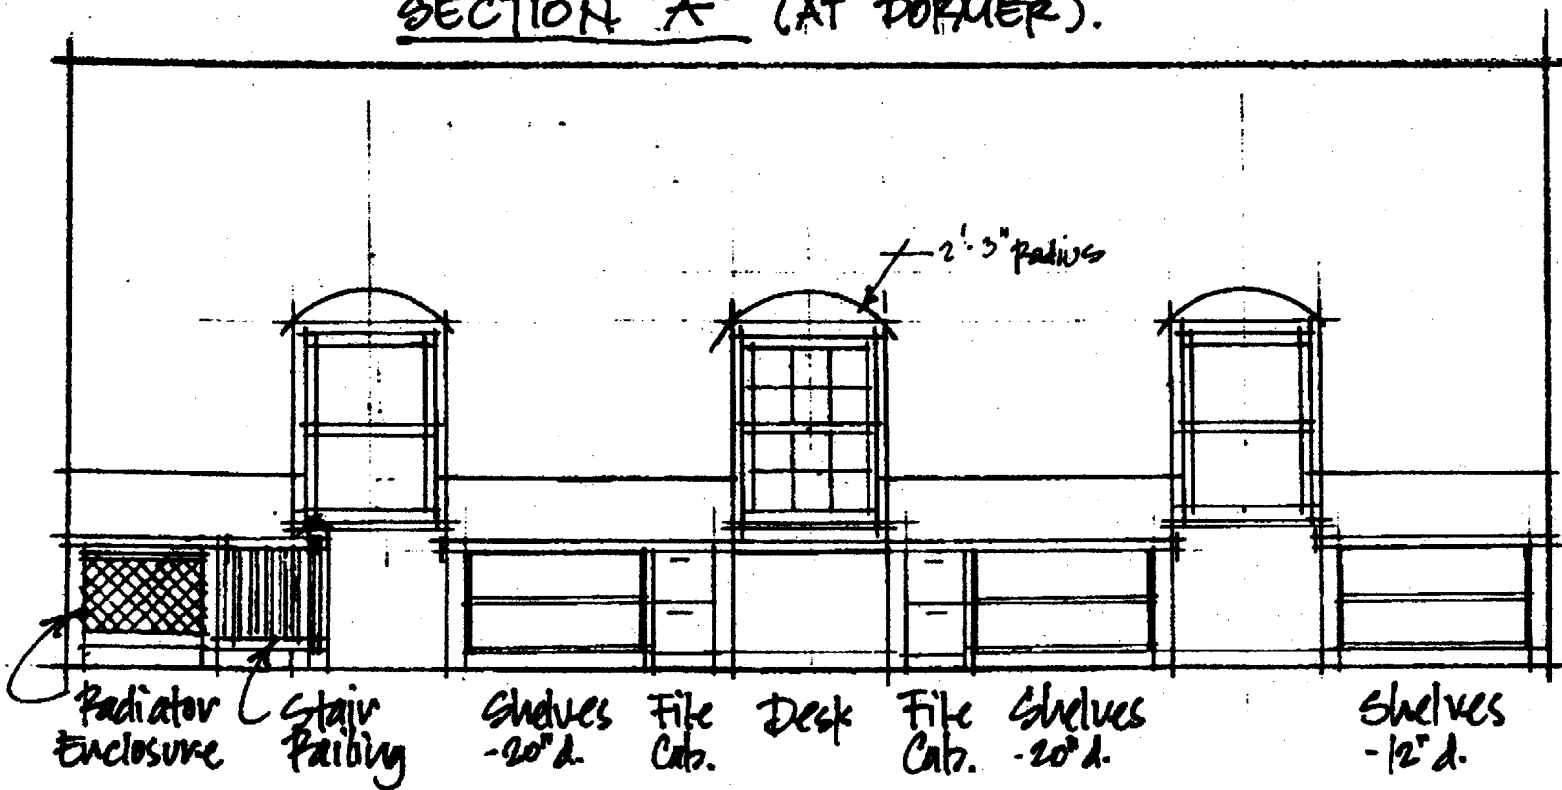 SECTION "A" (AT DORMER).
2'-3" Radius
Radiator
Enclosure
Stair
Railing
Shelves
-20"d.
File
Cab.
Desk
File
Cab.
Shelves
-20"d.
Shelves
-12"d.